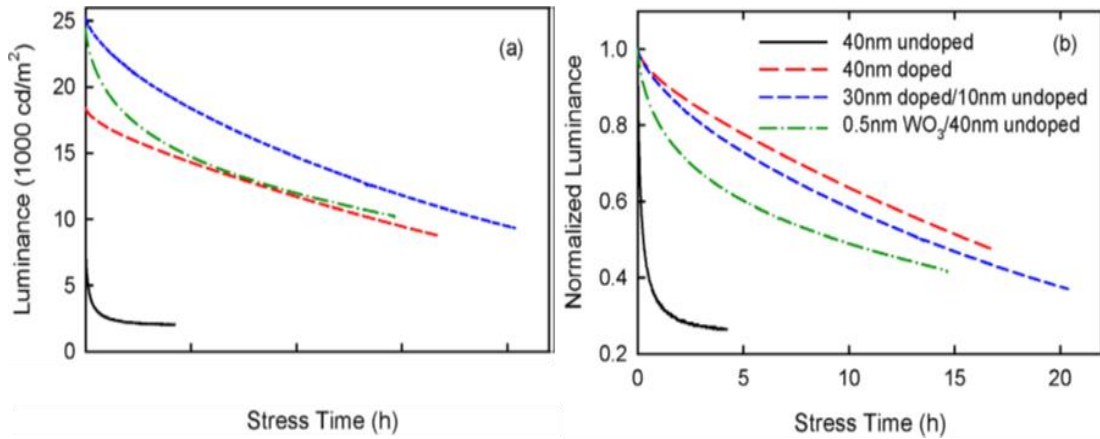 25
20
15
10
5
0
Luminance (1000 cd/m²)
(a)
Stress Time (h)
1.0
0.8
0.6
0.4
0.2
0 5 10 15 20
Normalized Luminance
(b)
40nm undoped
40nm doped
30nm doped/10nm undoped
0.5nm WO₃/40nm undoped
Stress Time (h)